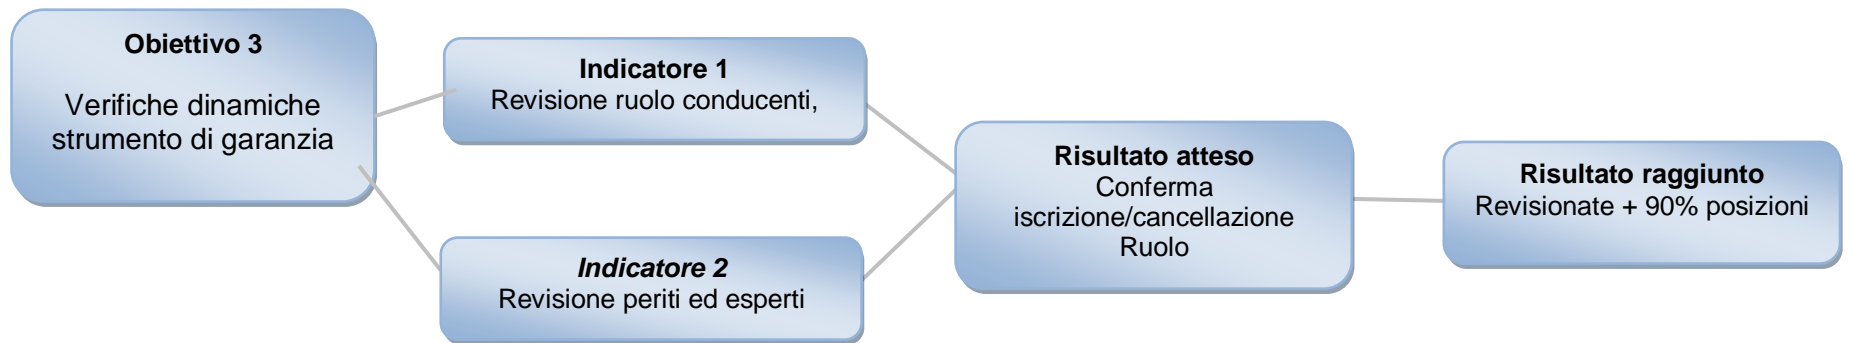 Obiettivo 3
Verifiche dinamiche
strumento di garanzia
Indicatore 1
Revisione ruolo conducenti,
Indicatore 2
Revisione periti ed esperti
Risultato atteso
Conferma
iscrizione/cancellazione
Ruolo
Risultato raggiunto
Revisionate + 90% posizioni